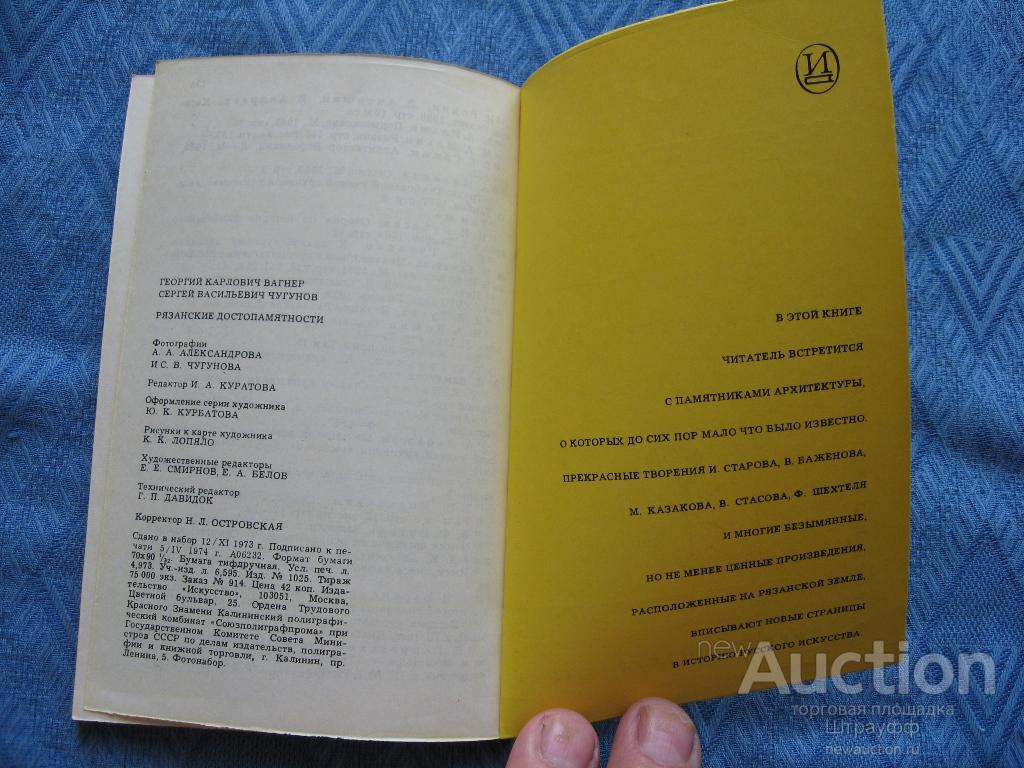 ГЕОРГИЙ КАРЛОВИЧ ВАГНЕР
СЕРГЕЙ ВАСИЛЬЕВИЧ ЧУГУНОВ
РЯЗАНСКИЕ ДОСТОПАМЯТНОСТИ
Фотографии
А. А. АЛЕКСАНДРОВА
И С. В. ЧУГУНОВА
Редактор И. А. КУРАТОВА
Оформление серии художника
Ю. К. КУРБАТОВА
Рисунки к карте художника
К. К. ЛОПЯЛО
Художественные редакторы
Е. Е. СМИРНОВ, Е. А. БЕЛОВ
Технический редактор
Г. П. ДАВИДОК
Корректор Н. Л. ОСТРОВСКАЯ
Сдано в набор 12/XI 1973 г. Подписано к пе-
чати 5/IV 1974 г. А06232. Формат бумаги
70х90 1/32. Бумага тифдручная. Усл. печ. л.
4,973. Уч.-изд. л. 6,595. Изд. № 1025. Тираж
75 000 экз. Заказ № 914. Цена 42 коп. Изда-
тельство «Искусство», 103051, Москва,
Цветной бульвар, 25. Ордена Трудового
Красного Знамени Калининский полиграфи-
ческий комбинат «Союзполиграфпрома» при
Государственном Комитете Совета Мини-
стров СССР по делам издательств, полигра-
фии и книжной торговли, г. Калинин, пр.
Ленина, 5. Фотонабор.
И
В ЭТОЙ КНИГЕ
ЧИТАТЕЛЬ ВСТРЕТИТСЯ
С ПАМЯТНИКАМИ АРХИТЕКТУРЫ,
О КОТОРЫХ ДО СИХ ПОР МАЛО ЧТО БЫЛО ИЗВЕСТНО.
ПРЕКРАСНЫЕ ТВОРЕНИЯ И. СТАРОВА, В. БАЖЕНОВА,
М. КАЗАКОВА, В. СТАСОВА, Ф. ШЕХТЕЛЯ
И МНОГИЕ БЕЗЫМЯННЫЕ,
НО НЕ МЕНЕЕ ЦЕННЫЕ ПРОИЗВЕДЕНИЯ,
РАСПОЛОЖЕННЫЕ НА РЯЗАНСКОЙ ЗЕМЛЕ,
ВПИСЫВАЮТ НОВЫЕ СТРАНИЦЫ
В ИСТОРИЮ РУССКОГО ИСКУССТВА.
newAuction
торговая площадка
Штрауфф
newauction.ru